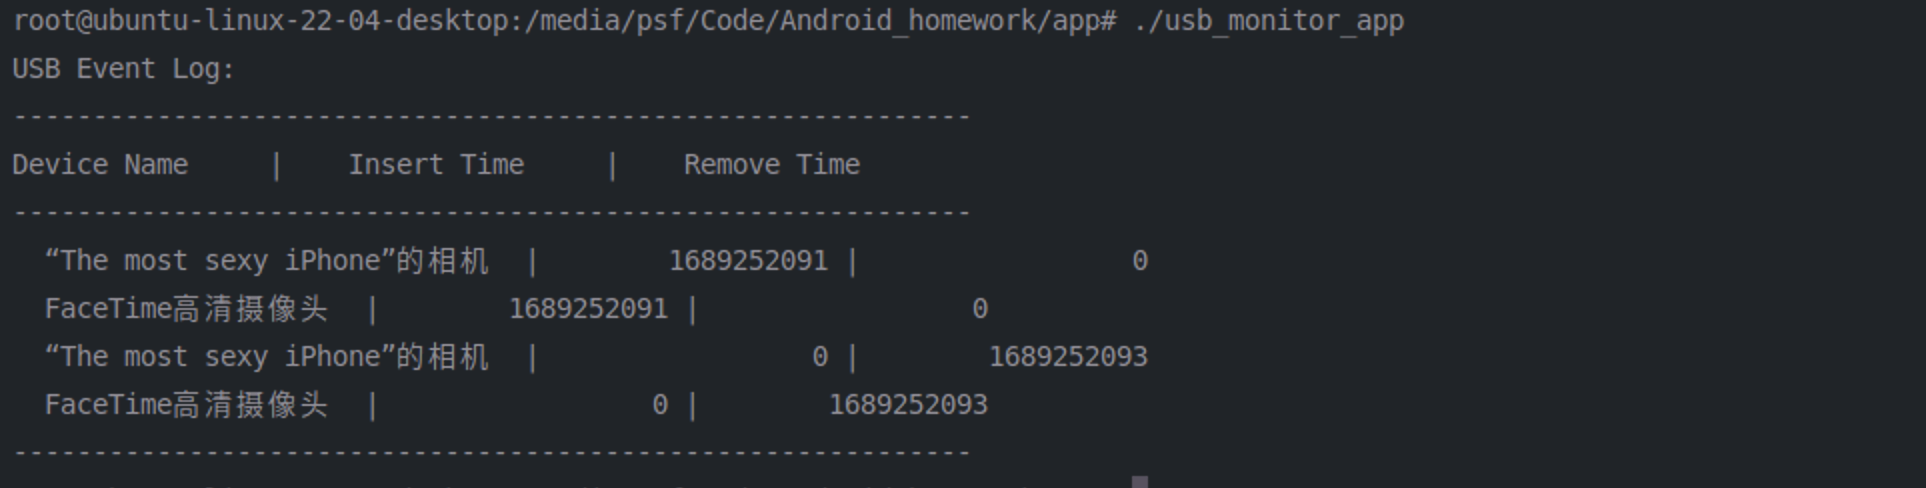 root@ubuntu-linux-22-04-desktop:/media/psf/Code/Android_homework/app# ./usb_monitor_app
USB Event Log:
------------------------------------------------------------
Device Name     |    Insert Time     |    Remove Time
------------------------------------------------------------
  “The most sexy iPhone”的相机  |        1689252091 |                 0
  FaceTime高清摄像头  |        1689252091 |                 0
  “The most sexy iPhone”的相机  |                 0 |        1689252093
  FaceTime高清摄像头  |                 0 |        1689252093
------------------------------------------------------------